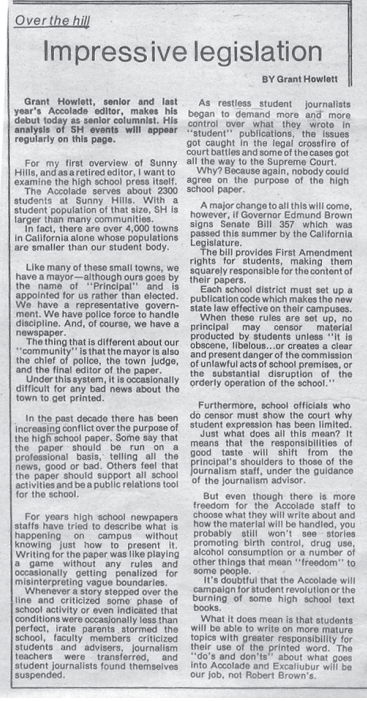 Over the hill
Impressive legislation
BY Grant Howlett
Grant Howlett, senior and last
year's Accolade editor, makes his
debut today as senior columnist. His
analysis of SH events will appear
regularly on this page.
For my first overview of Sunny
Hills, and as a retired editor, I want to
examine the high school press itself.
The Accolade serves about 2300
students at Sunny Hills. With a
student population of that size, SH is
larger than many communities.
In fact, there are over 4,000 towns
in California alone whose populations
are smaller than our student body.
Like many of these small towns, we
have a mayor—although ours goes by
the name of "Principal" and is
appointed for us rather than elected.
We have a representative govern-
ment. We have police force to handle
discipline. And, of course, we have a
newspaper.
The thing that is different about our
"community" is that the mayor is also
the chief of police, the town judge,
and the final editor of the paper.
Under this system, it is occasionally
difficult for any bad news about the
town to get printed.
In the past decade there has been
increasing conflict over the purpose of
the high school paper. Some say that
the paper should be run on a
professional basis, telling all the
news, good or bad. Others feel that
the paper should support all school
activities and be a public relations tool
for the school.
For years high school newpapers
staffs have tried to describe what is
happening on campus without
knowing just how to present it.
Writing for the paper was like playing
a game without any rules and
occasionally getting penalized for
misinterpreting vague boundaries.
Whenever a story stepped over the
line and criticized some phase of
school activity or even indicated that
conditions were occasionally less than
perfect, irate parents stormed the
school, faculty members criticized
students and advisers, journalism
teachers were transferred, and
student journalists found themselves
suspended.
As restless student journalists
began to demand more and more
control over what they wrote in
"student" publications, the issues
got caught in the legal crossfire of
court battles and some of the cases got
all the way to the Supreme Court.
Why? Because again, nobody could
agree on the purpose of the high
school paper.
A major change to all this will come,
however, if Governor Edmund Brown
signs Senate Bill 357 which was
passed this summer by the California
Legislature.
The bill provides First Amendment
rights for students, making them
squarely responsible for the content of
their papers.
Each school district must set up a
publication code which makes the new
state law effective on their campuses.
When these rules are set up, no
principal may censor material
producted by students unless "it is
obscene, libelous...or creates a clear
and present danger of the commission
of unlawful acts of school premises, or
the substantial disruption of the
orderly operation of the school."
Furthermore, school officials who
do censor must show the court why
student expression has been limited.
Just what does all this mean? It
means that the responsibilities of
good taste will shift from the
principal's shoulders to those of the
journalism staff, under the guidance
of the journalism advisor.
But even though there is more
freedom for the Accolade staff to
choose what they will write about and
how the material will be handled, you
probably still won't see stories
promoting birth control, drug use,
alcohol consumption or a number of
other things that mean "freedom" to
some people.
It's doubtful that the Accolade will
campaign for student revolution or the
burning of some high school text
books.
What it does mean is that students
will be able to write on more mature
topics with greater responsibility for
their use of the printed word. The
"do's and don'ts" about what goes
into Accolade and Excaliubur will be
our job, not Robert Brown's.